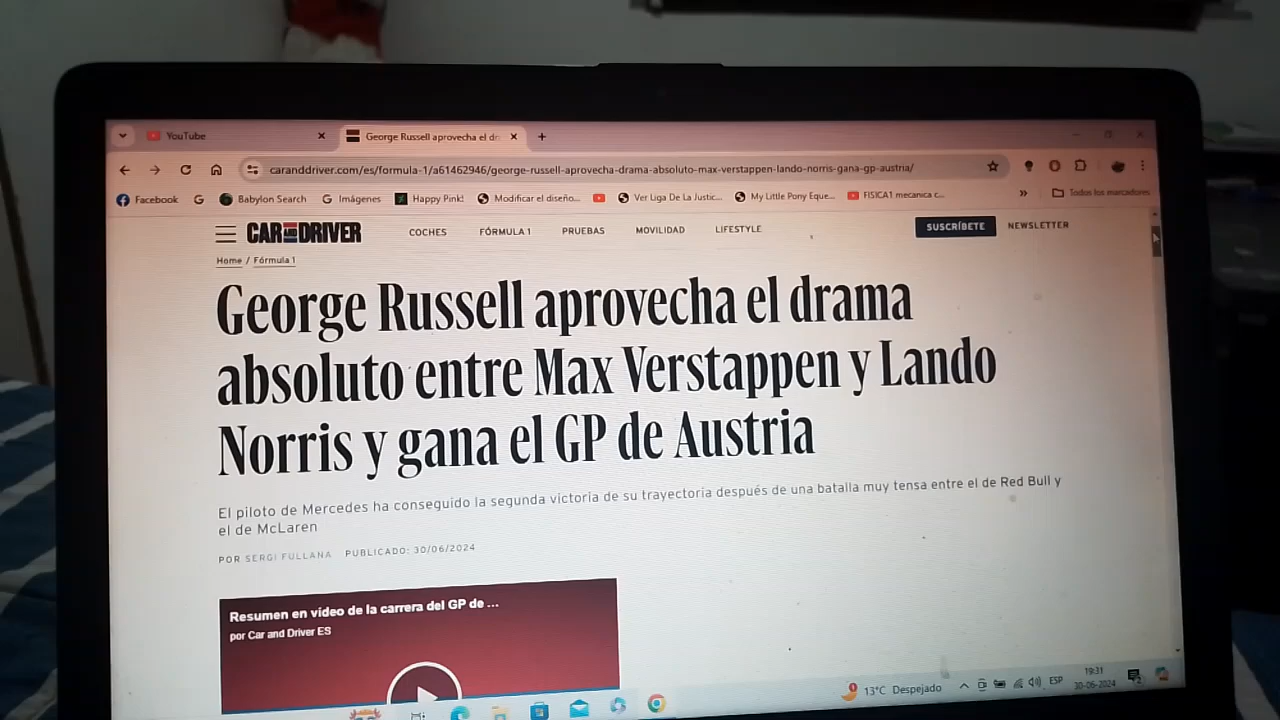 YouTube
George Russell aprovecha el dr
caranddriver.com/es/formula-1/a61462946/george-russell-aprovecha-drama-absoluto-max-verstappen-lando-norris-gana-gp-austria/
Facebook Babylon Search Imágenes Happy Pink! Modificar el diseño... Ver Liga De La Justic... My Little Pony Eque... FISICA1 mecanica c... » Todos los marcadores
CAR AND DRIVER COCHES FÓRMULA 1 PRUEBAS MOVILIDAD LIFESTYLE SUSCRÍBETE NEWSLETTER
Home / Fórmula 1
George Russell aprovecha el drama
absoluto entre Max Verstappen y Lando
Norris y gana el GP de Austria
El piloto de Mercedes ha conseguido la segunda victoria de su trayectoria después de una batalla muy tensa entre el de Red Bull y
el de McLaren
POR SERGI FULLANA PUBLICADO: 30/06/2024
Resumen en vídeo de la carrera del GP de ...
por Car and Driver ES
13°C Despejado ESP 19:31
30-06-2024